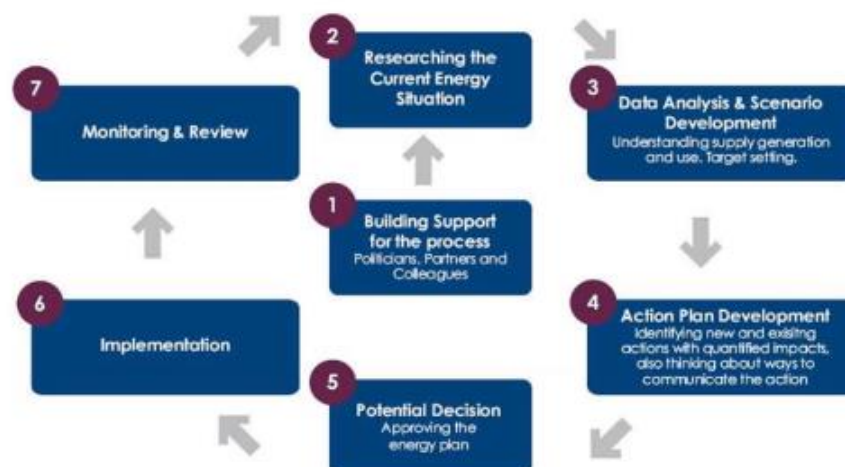 1
Building Support
for the process
Politicians, Partners and
Colleagues
2
Researching the
Current Energy
Situation
3
Data Analysis & Scenario
Development
Understanding supply generation
and use. Target setting.
4
Action Plan Development
Identifying new and exisitng
actions with quantified impacts,
also thinking about ways to
communicate the action
5
Potential Decision
Approving the
energy plan
6
Implementation
7
Monitoring & Review